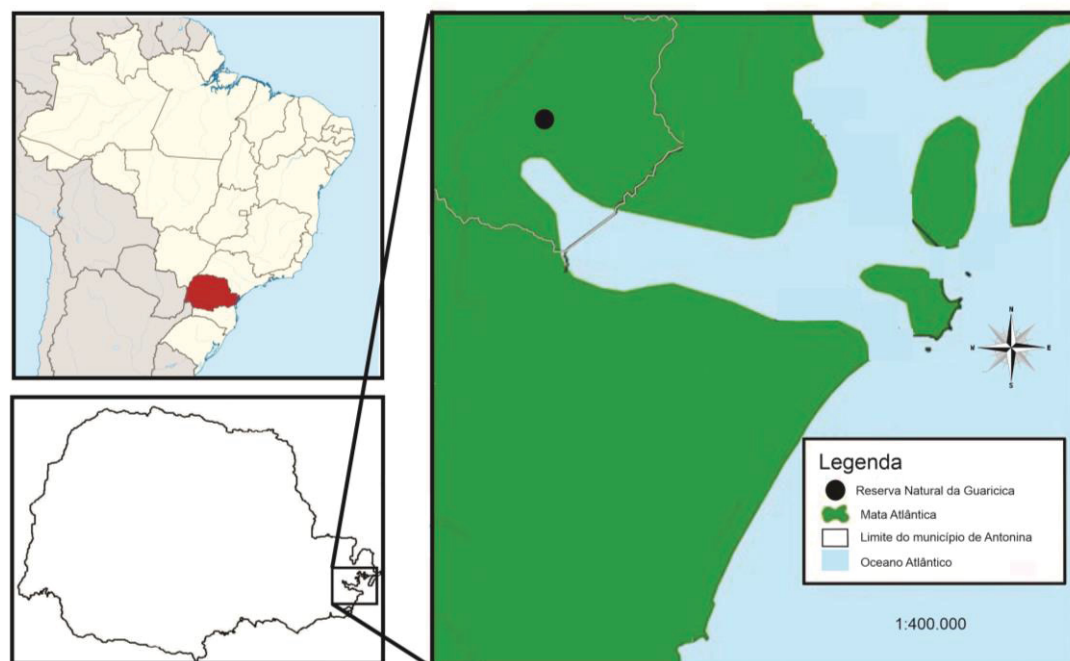 N
W E
S
Legenda
Reserva Natural da Guaricica
Mata Atlântica
Limite do município de Antonina
Oceano Atlântico
1:400.000